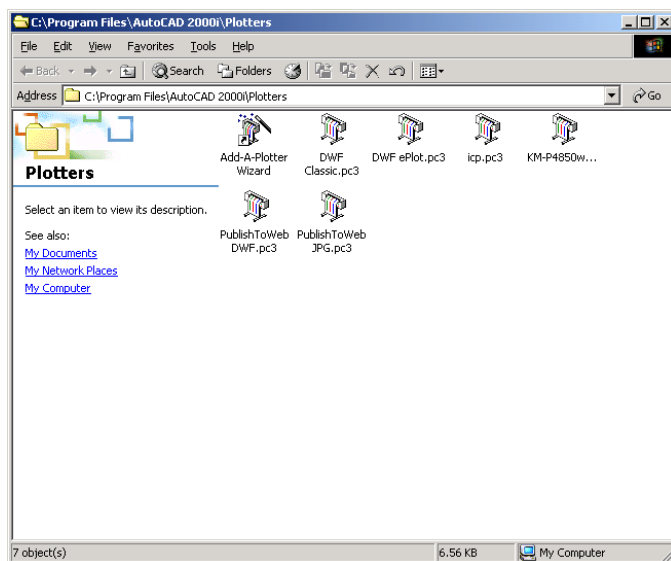 C:\Program Files\AutoCAD 2000i\Plotters
File Edit View Favorites Tools Help
Back Search Folders
Address C:\Program Files\AutoCAD 2000i\Plotters Go
Plotters
Select an item to view its description.
See also:
My Documents
My Network Places
My Computer
Add-A-Plotter
Wizard
DWF
Classic.pc3
DWF ePlot.pc3
icp.pc3
KM-P4850w...
PublishToWeb
DWF.pc3
PublishToWeb
JPG.pc3
7 object(s) 6.56 KB My Computer